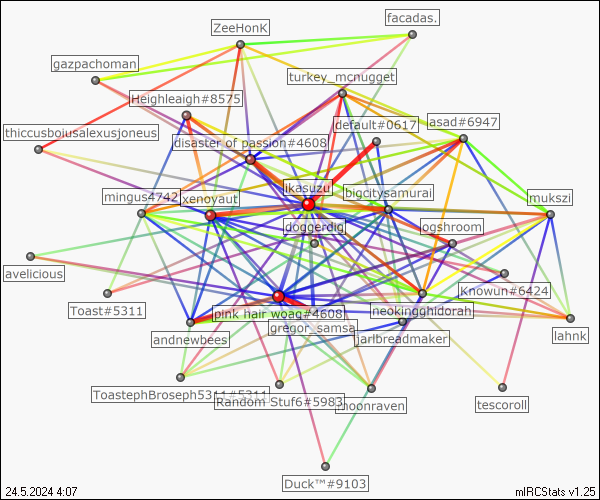 facadas.
ZeeHonK
gazpachoman
turkey_mcnugget
Heighleaigh#8575
default#0617
asad#6947
thiccusboiusalexusjoneus
disaster of passion#4608
ikasuzu
bigcitysamurai
mingus4742
xenoyaut
mukszi
doggerdig
ogshroom
avelicious
Knowun#6424
Toast#5311
pink hair woag#4608
neokingghidorah
gregor_samsa
andnewbees
jarlbreadmaker
lahnk
ToastephBroseph5311#5311
Random Stuf6#5983
moonraven
tescoroll
Duck™#9103
24.5.2024 4:07
mIRCStats v1.25